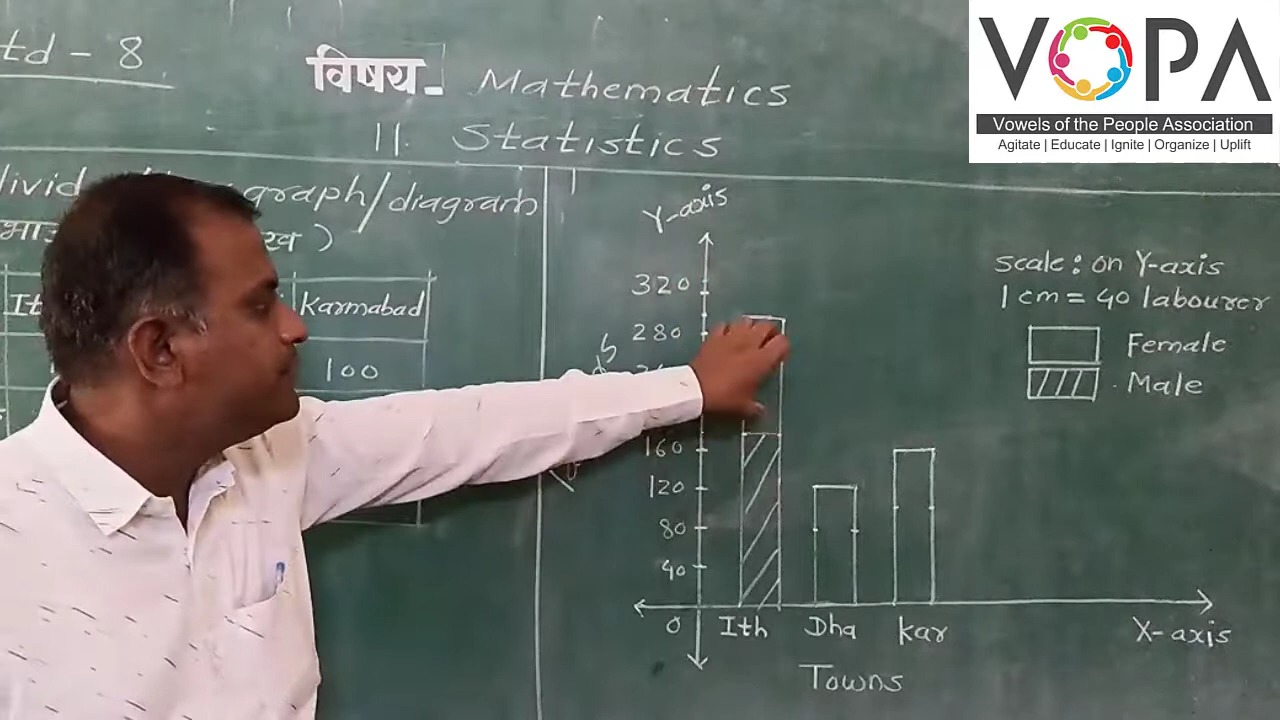 td - 8
विषय - Mathematics
11. Statistics
VOPA
Vowels of the People Association
Agitate | Educate | Ignite | Organize | Uplift
graph/diagram
Karmabad
100
Y-axis
320
280
160
120
80
40
0
Ith Dha Kar
X-axis
Towns
scale: on Y-axis
1 cm = 40 labourer
Female
Male